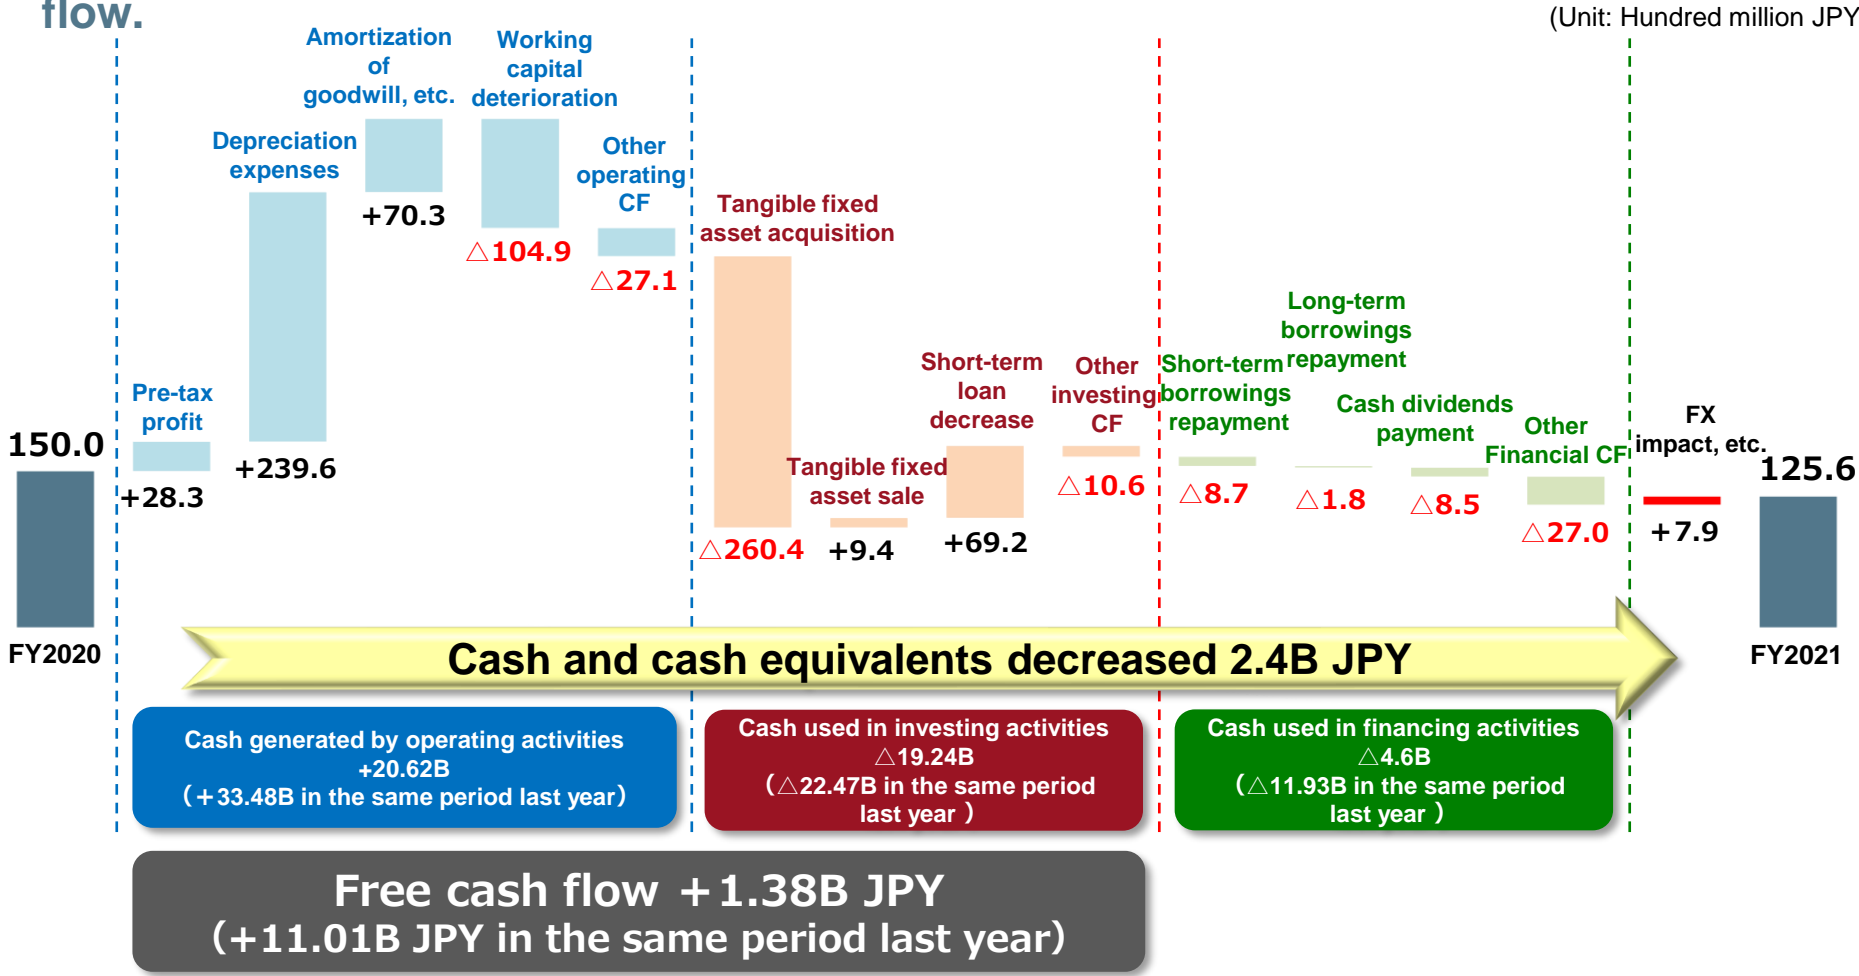 flow.
(Unit: Hundred million JPY
Amortization
of
goodwill, etc.
Working
capital
deterioration
Depreciation
expenses
Other
operating
CF
+70.3
△104.9
△27.1
Pre-tax
profit
+28.3
+239.6
150.0
FY2020
Tangible fixed
asset acquisition
△260.4
Tangible fixed
asset sale
+9.4
Short-term
loan
decrease
+69.2
Other
investing
CF
△10.6
Short-term
borrowings
repayment
△8.7
Long-term
borrowings
repayment
△1.8
Cash dividends
payment
△8.5
Other
Financial CF
△27.0
FX
impact, etc.
+7.9
125.6
FY2021
Cash and cash equivalents decreased 2.4B JPY
Cash generated by operating activities
+20.62B
(+33.48B in the same period last year)
Cash used in investing activities
△19.24B
(△22.47B in the same period
last year )
Cash used in financing activities
△4.6B
(△11.93B in the same period
last year )
Free cash flow +1.38B JPY
(+11.01B JPY in the same period last year)